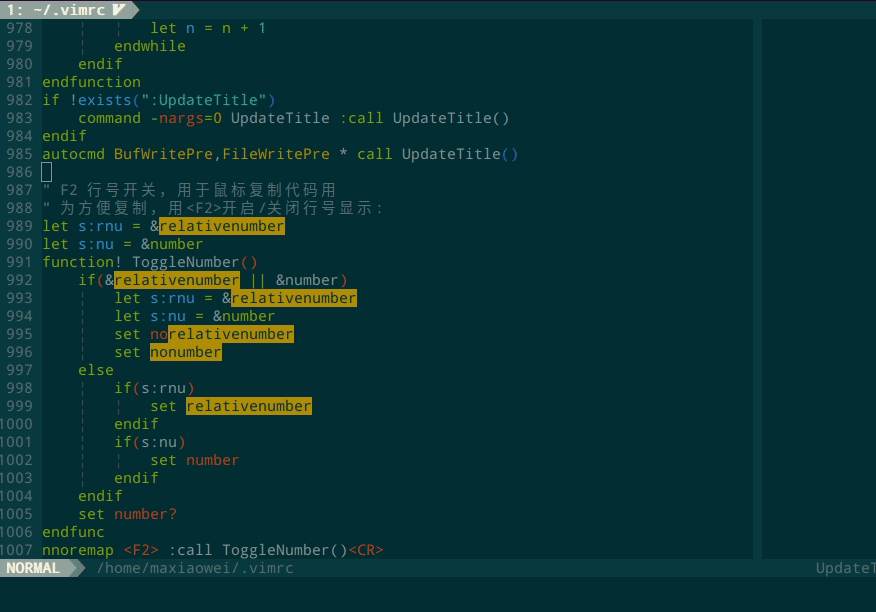 1: ~/.vimrc
978 let n = n + 1
979 endwhile
980 endif
981 endfunction
982 if !exists(":UpdateTitle")
983 command -nargs=0 UpdateTitle :call UpdateTitle()
984 endif
985 autocmd BufWritePre,FileWritePre * call UpdateTitle()
986
987 " F2 行号开关，用于鼠标复制代码用
988 " 为方便复制，用<F2>开启/关闭行号显示:
989 let s:rnu = &relativenumber
990 let s:nu = &number
991 function! ToggleNumber()
992 if(&relativenumber || &number)
993 let s:rnu = &relativenumber
994 let s:nu = &number
995 set norelativenumber
996 set nonumber
997 else
998 if(s:rnu)
999 set relativenumber
1000 endif
1001 if(s:nu)
1002 set number
1003 endif
1004 endif
1005 set number?
1006 endfunc
1007 nnoremap <F2> :call ToggleNumber()<CR>
NORMAL /home/maxiaowei/.vimrc UpdateT